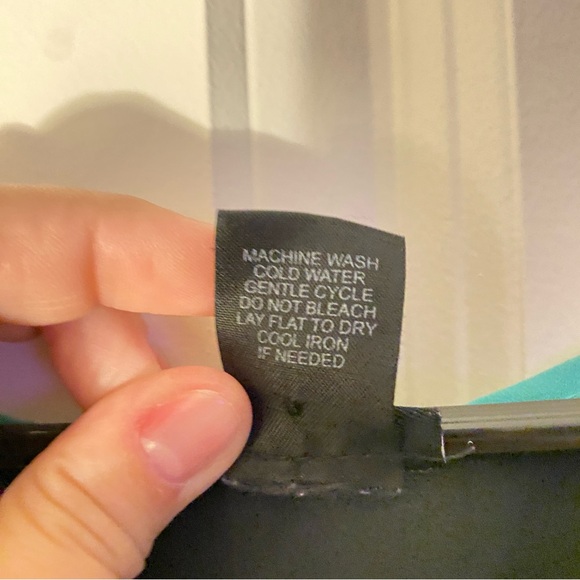 MACHINE WASH
COLD WATER
GENTLE CYCLE
DO NOT BLEACH
LAY FLAT TO DRY
COOL IRON
IF NEEDED